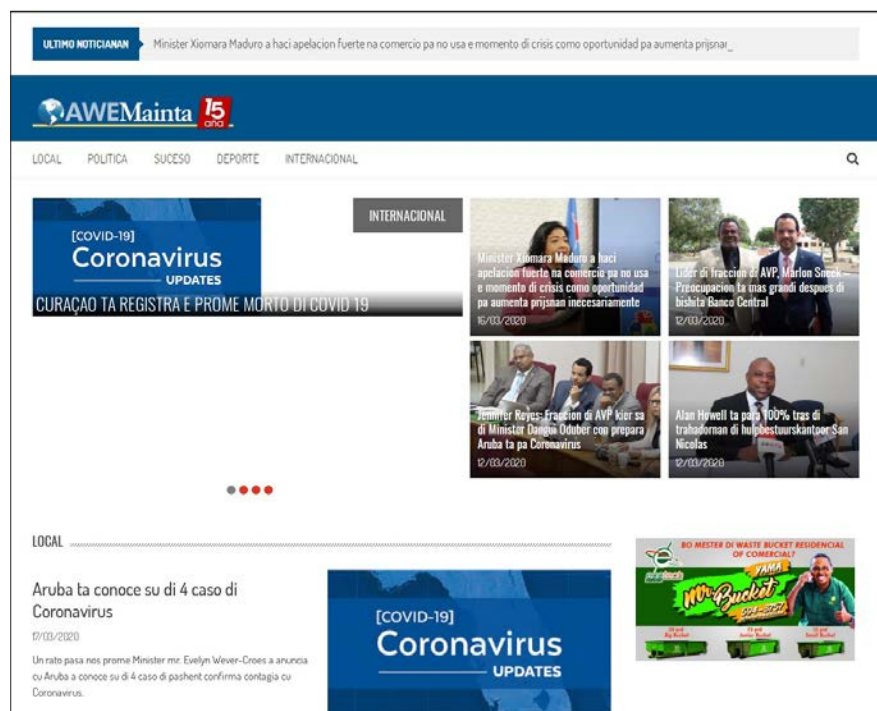 ULTIMO NOTICIANAN
Minister Xiomara Maduro a haci apelacion fuerte na comercio pa no usa e momento di crisis como oportunidad pa aumenta prijsnan_
AWEMainta 15
aña
LOCAL POLITICA SUCESO DEPORTE INTERNACIONAL
INTERNACIONAL
[COVID-19]
Coronavirus
UPDATES
CURAÇAO TA REGISTRA E PROME MORTO DI COVID 19
Minister Xiomara Maduro a haci
apelacion fuerte na comercio pa no usa
e momento di crisis como oportunidad
pa aumenta prijsnan inecesariamente
16/03/2020
Lider di fraccion di AVP, Marlon Sneek –
Preocupacion ta mas grandi despues di
bishita Banco Central
12/03/2020
Jennifer Reyes: Fraccion di AVP kier sa
di Minister Dangui Oduber con prepara
Aruba ta pa Coronavirus
12/03/2020
Alan Howell ta para 100% tras di
trahadornan di hulpbestuurskantoor San
Nicolas
12/03/2020
LOCAL
Aruba ta conoce su di 4 caso di
Coronavirus
17/03/2020
Un rato pasa nos prome Minister mr. Evelyn Wever-Croes a anuncia
cu Aruba a conoce su di 4 caso di pashent confirma contagia cu
Coronavirus.
[COVID-19]
Coronavirus
UPDATES
BO MESTER DI WASTE BUCKET RESIDENCIAL
OF COMERCIAL?
YAMA
Mr. Bucket
ecotech